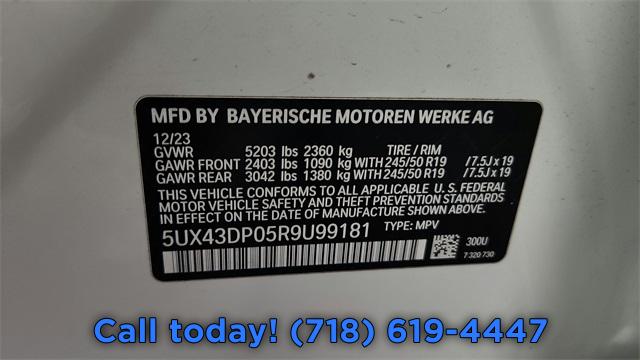 MFD BY BAYERISCHE MOTOREN WERKE AG
12/23
GVWR 5203 lbs 2360 kg TIRE / RIM
GAWR FRONT 2403 lbs 1090 kg WITH 245/50 R19 /7.5J x 19
GAWR REAR 3042 lbs 1380 kg WITH 245/50 R19 /7.5J x 19
THIS VEHICLE CONFORMS TO ALL APPLICABLE U. S. FEDERAL
MOTOR VEHICLE SAFETY AND THEFT PREVENTION STANDARDS
IN EFFECT ON THE DATE OF MANUFACTURE SHOWN ABOVE.
5UX43DP05R9U99181 TYPE: MPV
300U
7 320 730
Call today! (718) 619-4447